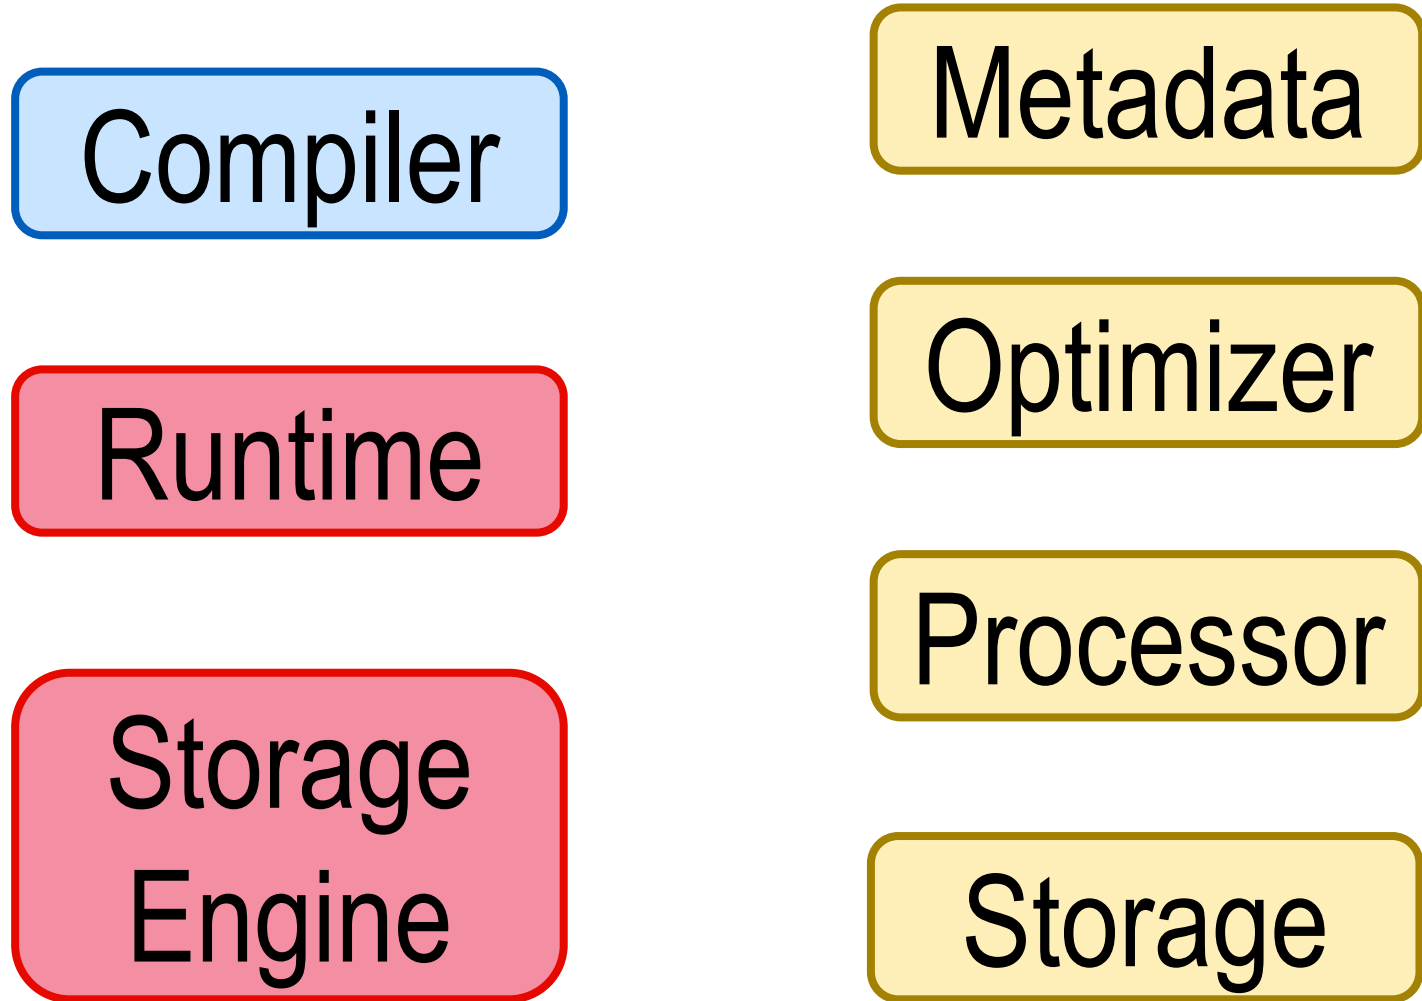 Compiler
Runtime
Storage
Engine
Metadata
Optimizer
Processor
Storage